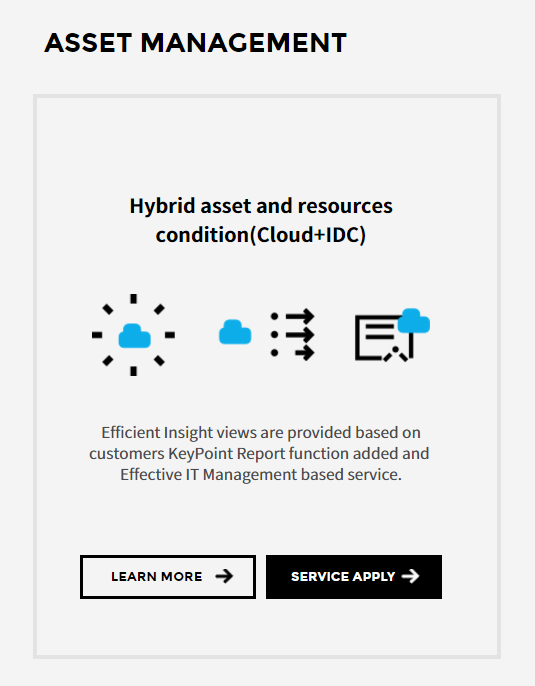 ASSET MANAGEMENT
Hybrid asset and resources
condition(Cloud+IDC)
Efficient Insight views are provided based on
customers KeyPoint Report function added and
Effective IT Management based service.
LEARN MORE
SERVICE APPLY